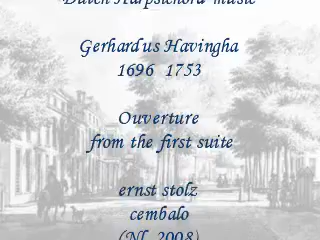 Dutch Harpsichord music
Gerhardus Havingha
1696 1753
Ouverture
from the first suite
ernst stolz
cembalo
(Nl. 2008)